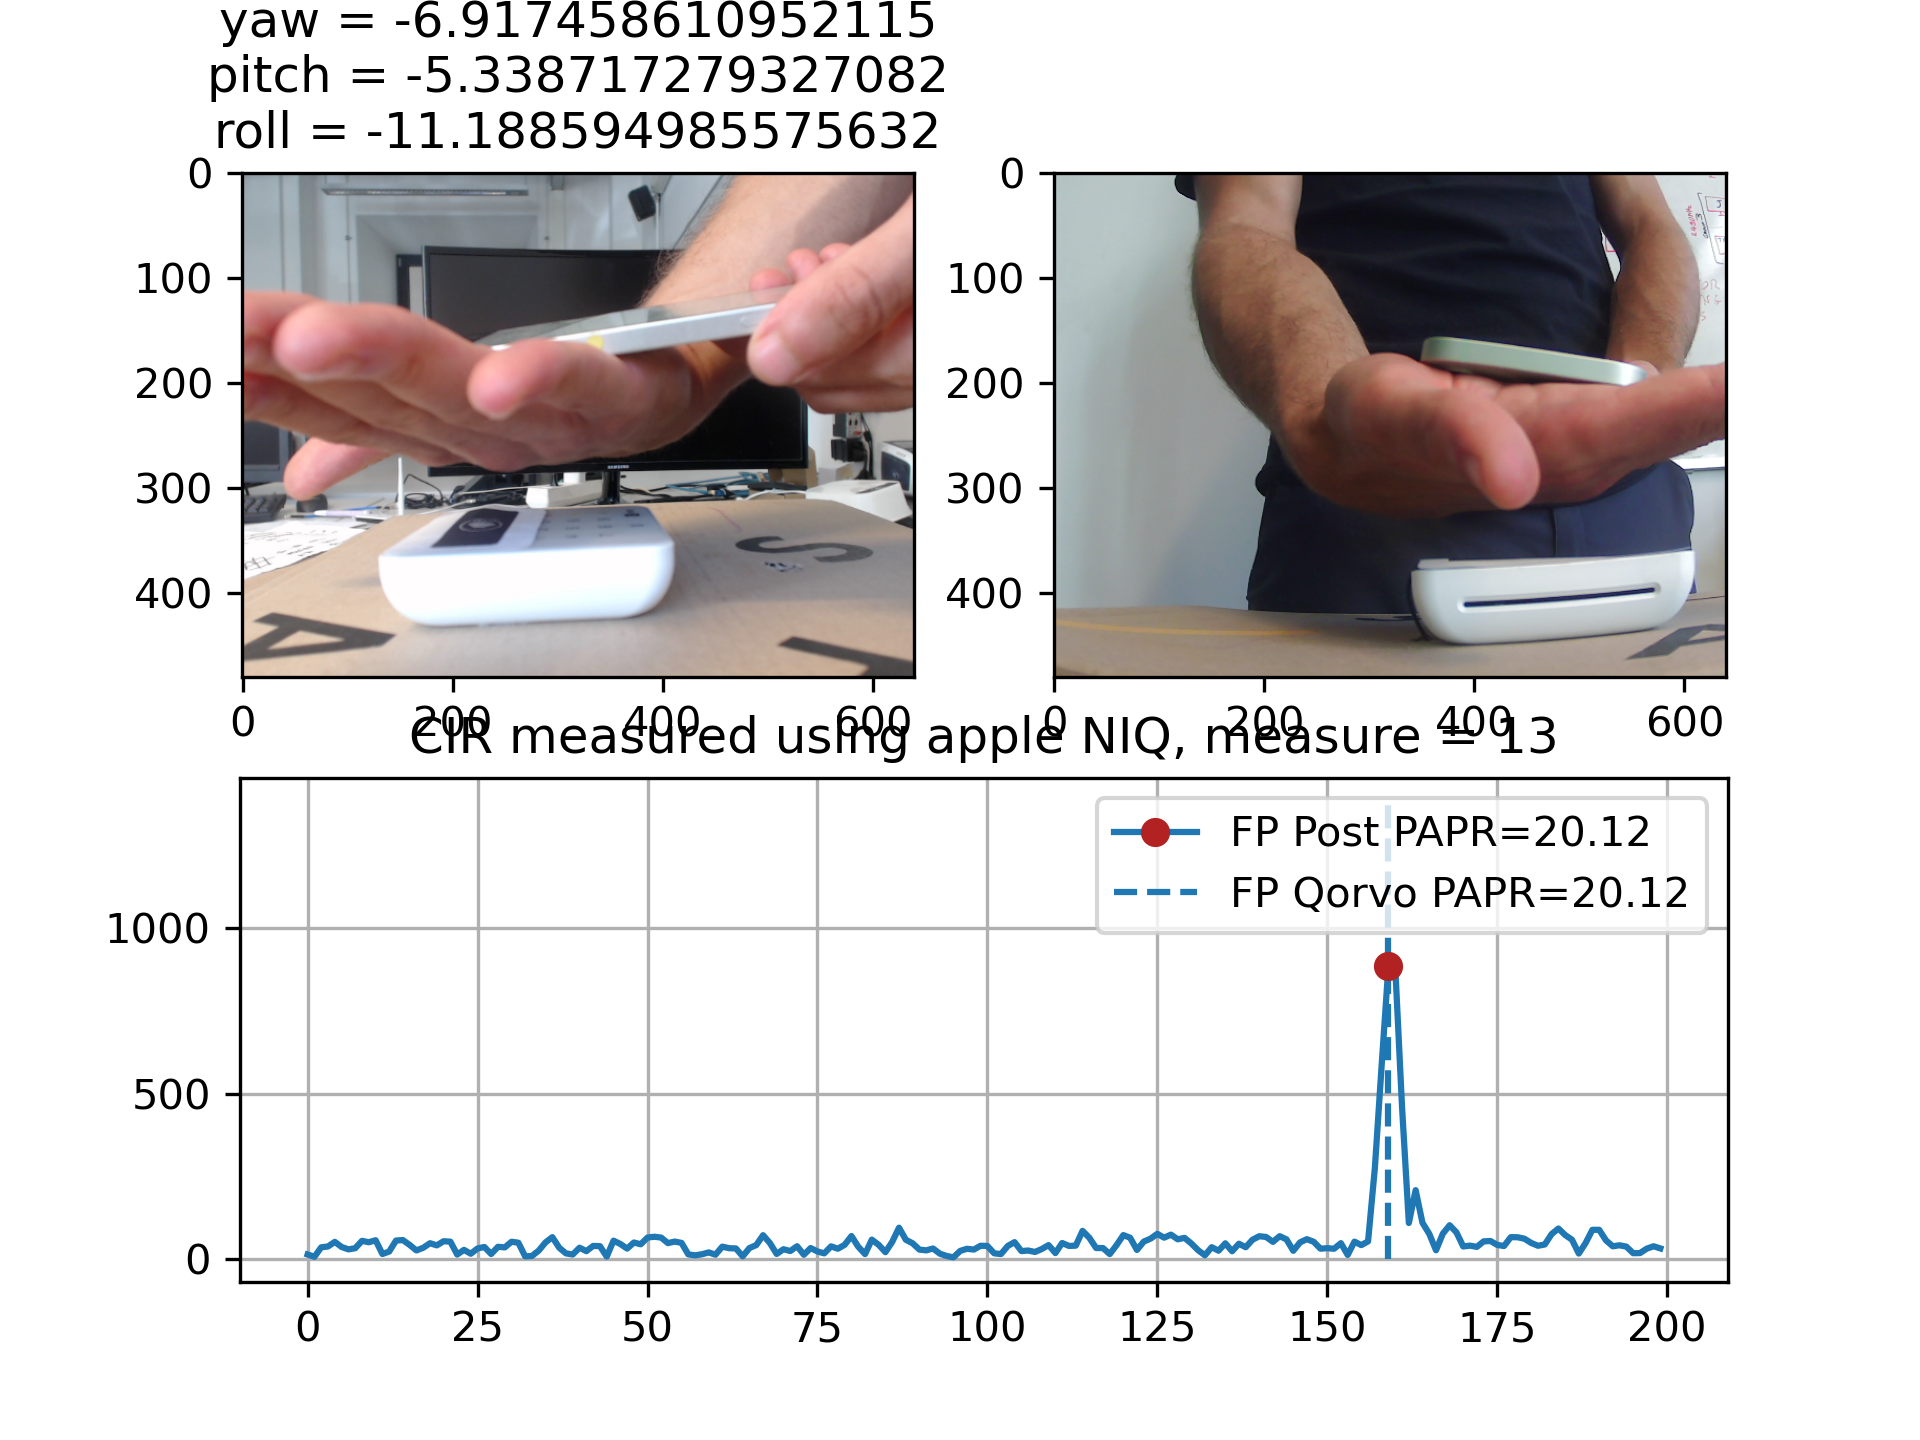 yaw = -6.917458610952115
pitch = -5.338717279327082
roll = -11.188594985575632
0
100
200
300
400
0 200 400 600
0
100
200
300
400
0 200 400 600
SAMSUNG
S
A
CIR measured using apple NIQ, measure = 13
FP Post PAPR=20.12
FP Qorvo PAPR=20.12
1000
500
0
0 25 50 75 100 125 150 175 200